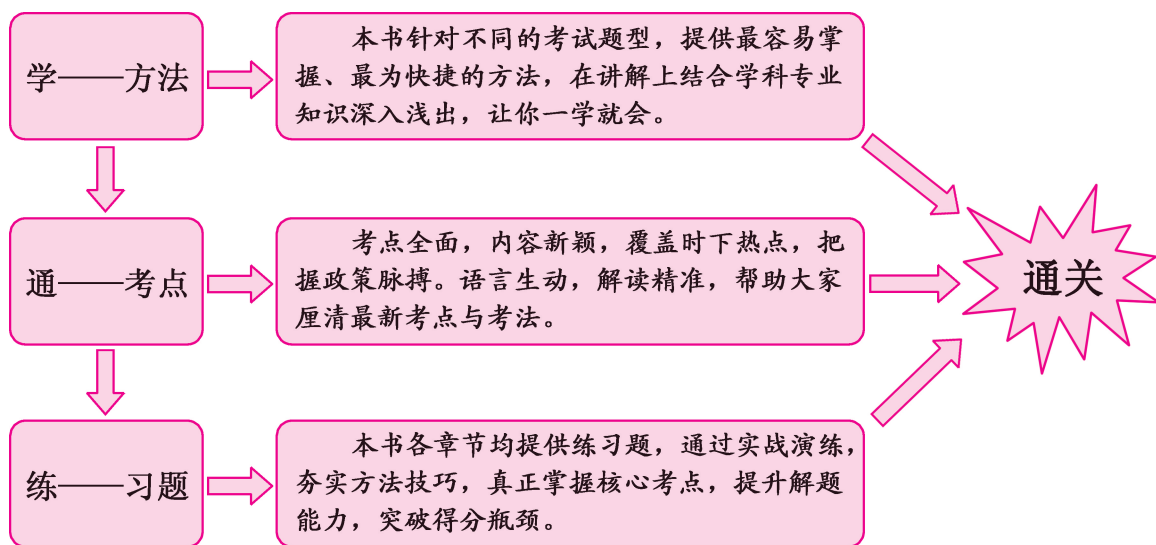 学——方法
本书针对不同的考试题型，提供最容易掌
握、最为快捷的方法，在讲解上结合学科专业
知识深入浅出，让你一学就会。
通——考点
考点全面，内容新颖，覆盖时下热点，把
握政策脉搏。语言生动，解读精准，帮助大家
厘清最新考点与考法。
通关
练——习题
本书各章节均提供练习题，通过实战演练，
夯实方法技巧，真正掌握核心考点，提升解题
能力，突破得分瓶颈。